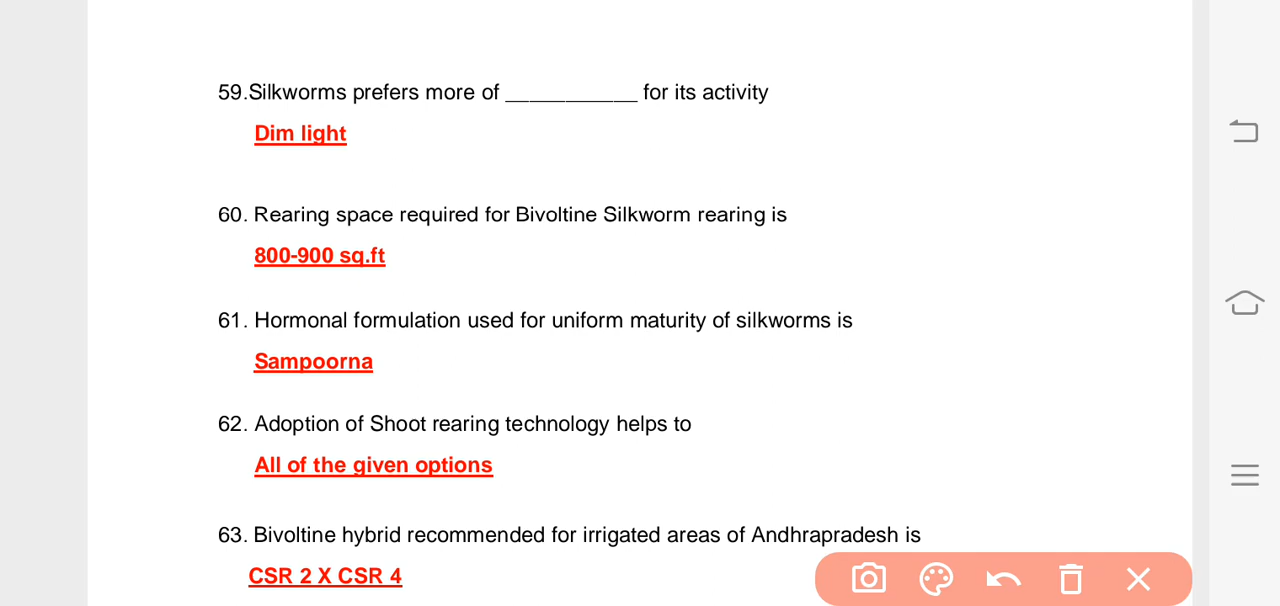 59.Silkworms prefers more of ___________ for its activity
Dim light
60. Rearing space required for Bivoltine Silkworm rearing is
800-900 sq.ft
61. Hormonal formulation used for uniform maturity of silkworms is
Sampoorna
62. Adoption of Shoot rearing technology helps to
All of the given options
63. Bivoltine hybrid recommended for irrigated areas of Andhrapradesh is
CSR 2 X CSR 4